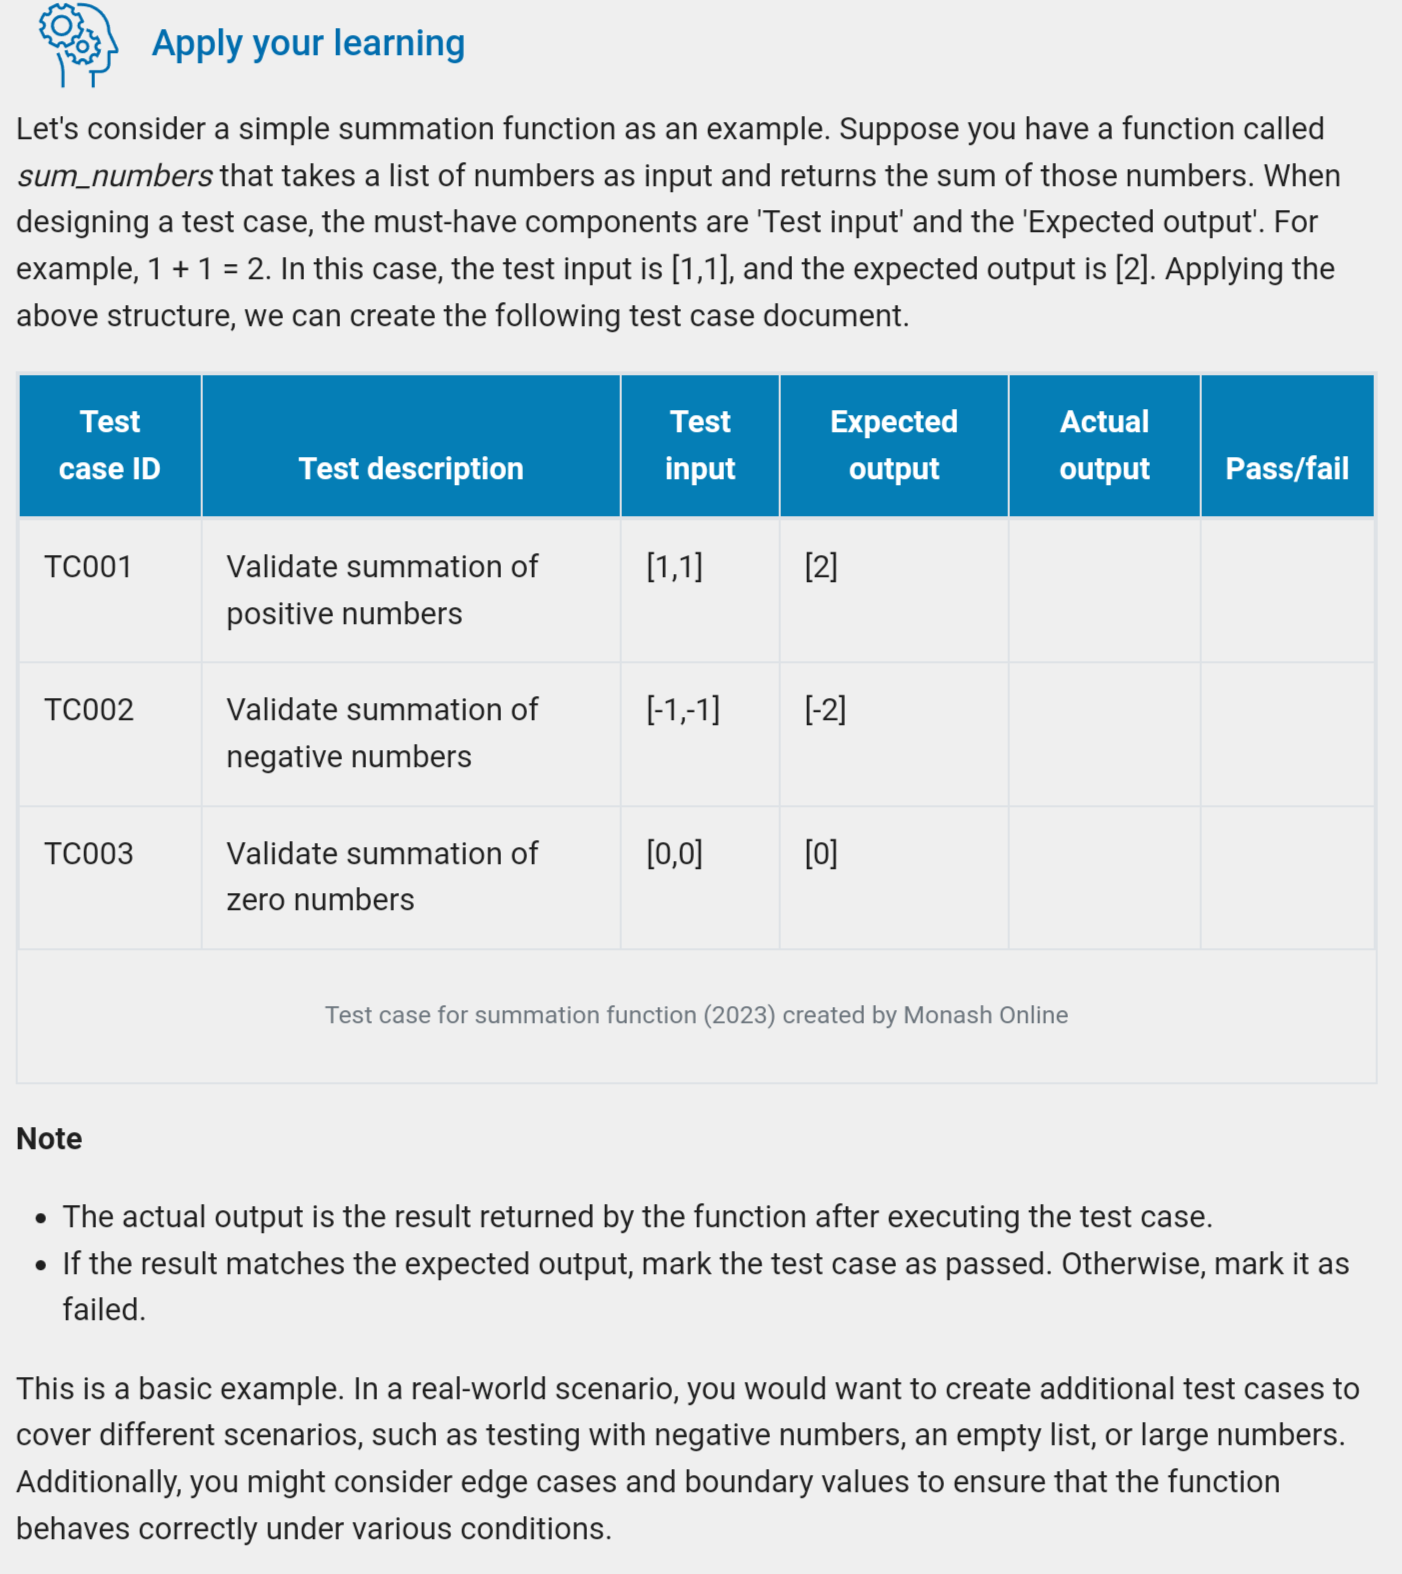 Apply your learning
Let's consider a simple summation function as an example. Suppose you have a function called
sum_numbers that takes a list of numbers as input and returns the sum of those numbers. When
designing a test case, the must-have components are 'Test input' and the 'Expected output'. For
example, 1 + 1 = 2. In this case, the test input is [1,1], and the expected output is [2]. Applying the
above structure, we can create the following test case document.
Test
case ID
Test description
Test
input
Expected
output
Actual
output
Pass/fail
TC001
Validate summation of
positive numbers
[1,1]
[2]
TC002
Validate summation of
negative numbers
[-1,-1]
[-2]
TC003
Validate summation of
zero numbers
[0,0]
[0]
Test case for summation function (2023) created by Monash Online
Note
• The actual output is the result returned by the function after executing the test case.
• If the result matches the expected output, mark the test case as passed. Otherwise, mark it as
failed.
This is a basic example. In a real-world scenario, you would want to create additional test cases to
cover different scenarios, such as testing with negative numbers, an empty list, or large numbers.
Additionally, you might consider edge cases and boundary values to ensure that the function
behaves correctly under various conditions.